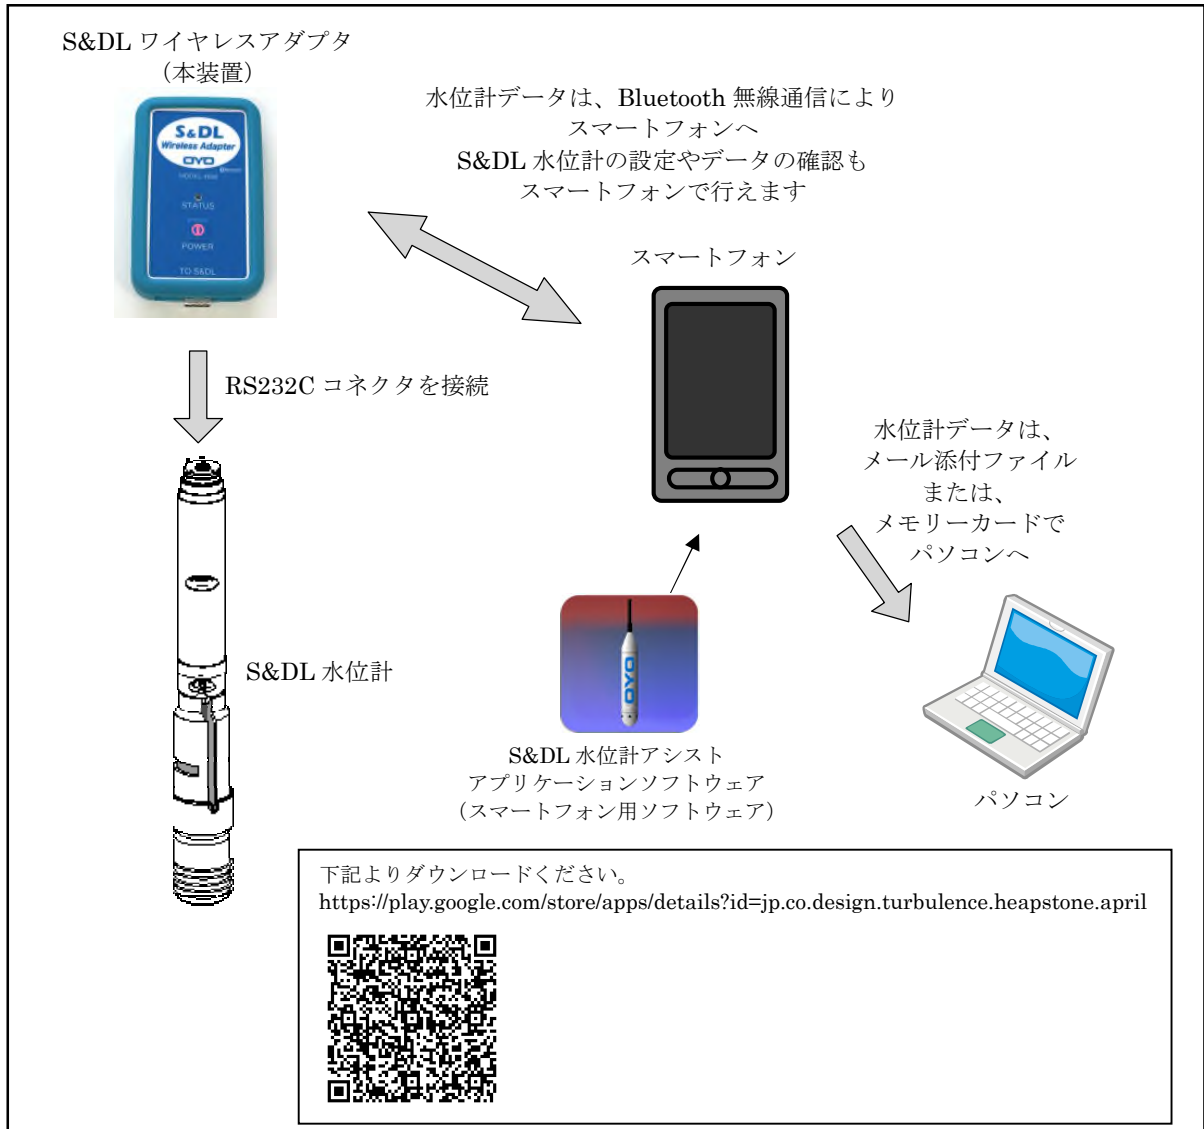 S&DL ワイヤレスアダプタ
（本装置）
S&DL
Wireless Adapter
OYO
STATUS
POWER
TO S&DL
水位計データは、Bluetooth 無線通信により
スマートフォンへ
S&DL 水位計の設定やデータの確認も
スマートフォンで行えます
スマートフォン
RS232C コネクタを接続
水位計データは、
メール添付ファイル
または、
メモリーカードで
パソコンへ
S&DL 水位計
OYO
S&DL 水位計アシスト
アプリケーションソフトウェア
（スマートフォン用ソフトウェア）
パソコン
下記よりダウンロードください。
https://play.google.com/store/apps/details?id=jp.co.design.turbulence.heapstone.april